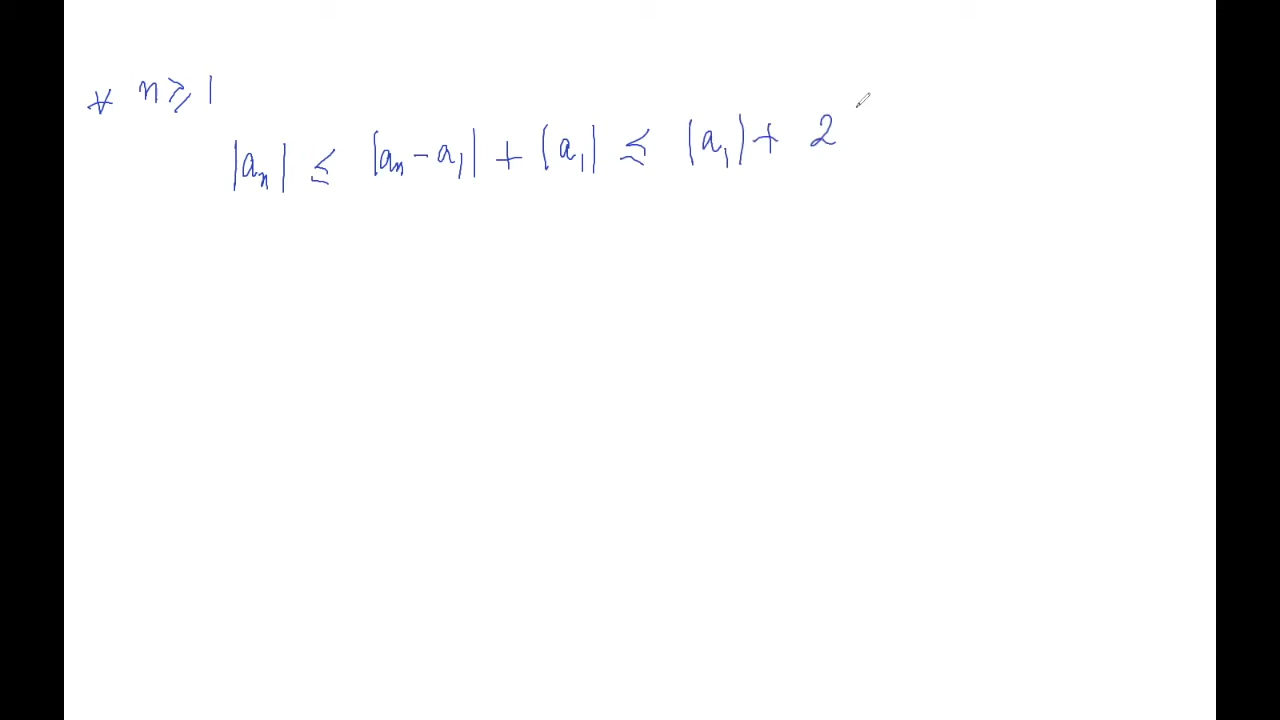 ∀ n ⩾ 1
|aₙ| ≤ |aₙ − a₁| + |a₁| ≤ |a₁| + 2